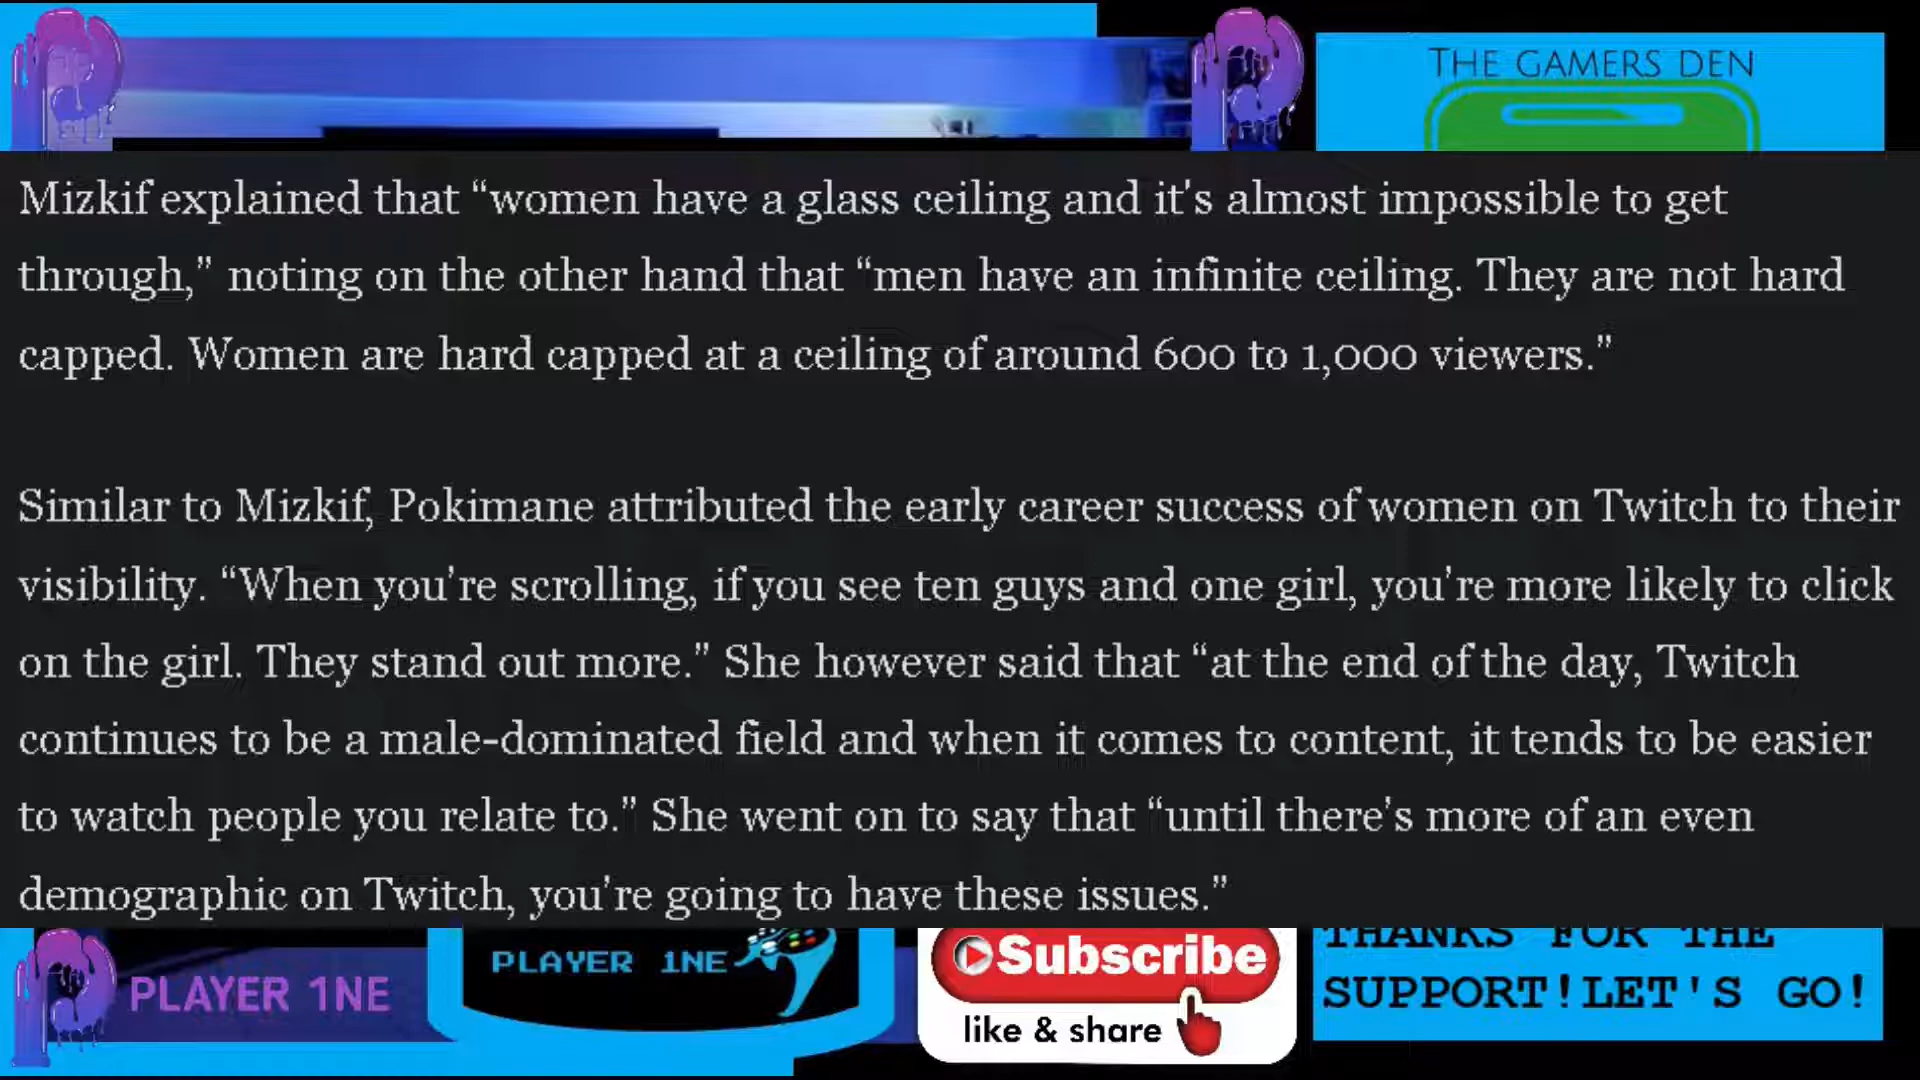 THE GAMERS DEN
Mizkif explained that “women have a glass ceiling and it's almost impossible to get
through,” noting on the other hand that “men have an infinite ceiling. They are not hard
capped. Women are hard capped at a ceiling of around 600 to 1,000 viewers.”
Similar to Mizkif, Pokimane attributed the early career success of women on Twitch to their
visibility. “When you’re scrolling, if you see ten guys and one girl, you’re more likely to click
on the girl. They stand out more.” She however said that “at the end of the day, Twitch
continues to be a male-dominated field and when it comes to content, it tends to be easier
to watch people you relate to.” She went on to say that “until there’s more of an even
demographic on Twitch, you’re going to have these issues.”
PLAYER 1NE
PLAYER 1NE
Subscribe
like & share
THANKS FOR THE
SUPPORT!LET'S GO!